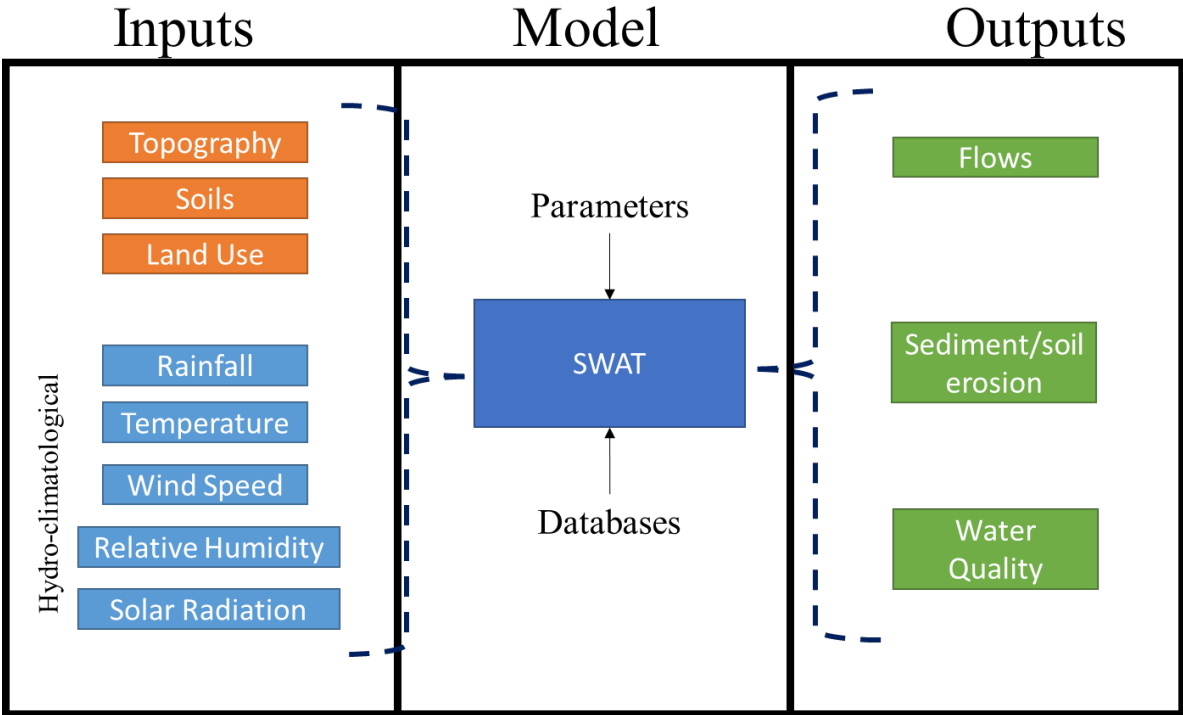 Inputs
Model
Outputs
Topography
Soils
Land Use
Hydro-climatological
Rainfall
Temperature
Wind Speed
Relative Humidity
Solar Radiation
Parameters
SWAT
Databases
Flows
Sediment/soil
erosion
Water
Quality